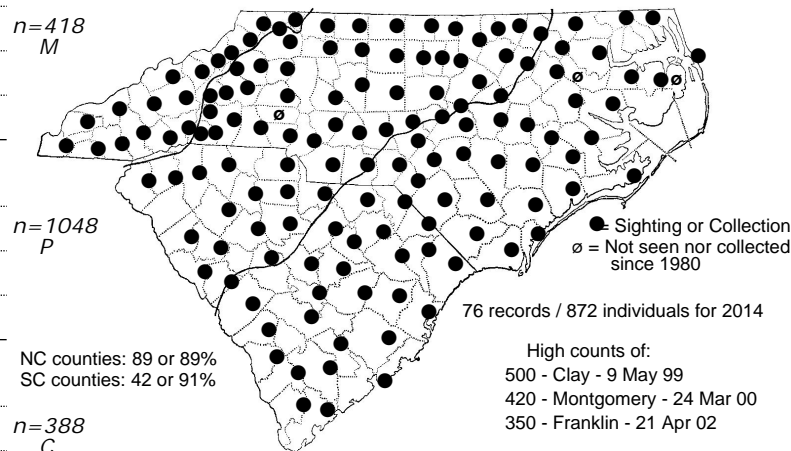 n=418
M
n=1048
P
= Sighting or Collection
ø = Not seen nor collected
since 1980
76 records / 872 individuals for 2014
NC counties: 89 or 89%
SC counties: 42 or 91%
High counts of:
500 - Clay - 9 May 99
420 - Montgomery - 24 Mar 00
350 - Franklin - 21 Apr 02
n=388
C
ø
ø